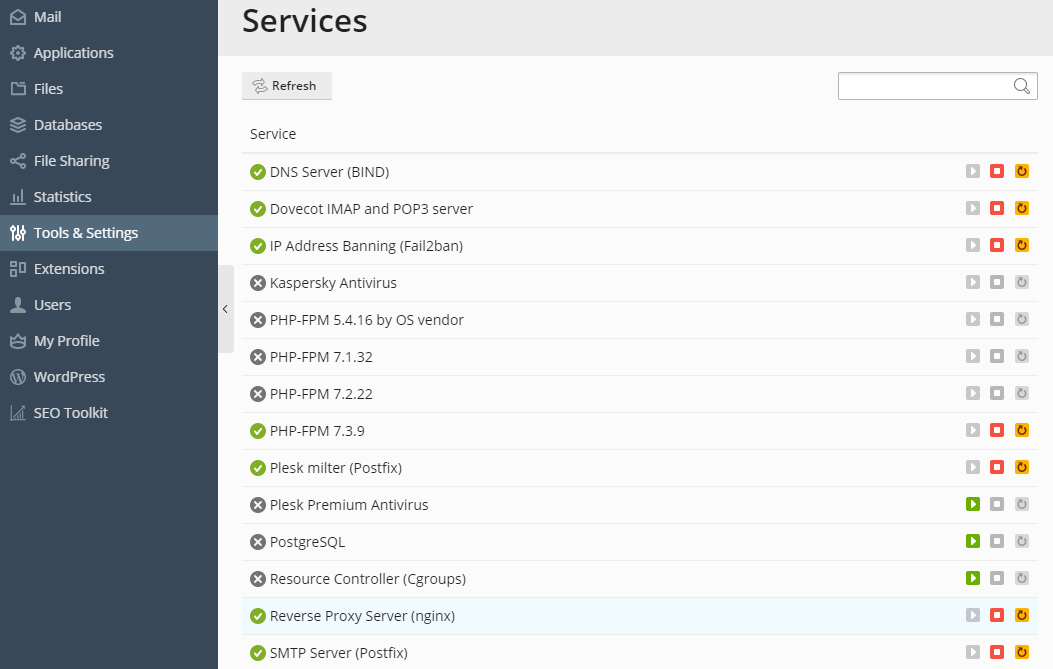 Mail
Applications
Files
Databases
File Sharing
Statistics
Tools & Settings
Extensions
Users
My Profile
WordPress
SEO Toolkit
Services
Refresh
Service
DNS Server (BIND)
Dovecot IMAP and POP3 server
IP Address Banning (Fail2ban)
Kaspersky Antivirus
PHP-FPM 5.4.16 by OS vendor
PHP-FPM 7.1.32
PHP-FPM 7.2.22
PHP-FPM 7.3.9
Plesk milter (Postfix)
Plesk Premium Antivirus
PostgreSQL
Resource Controller (Cgroups)
Reverse Proxy Server (nginx)
SMTP Server (Postfix)